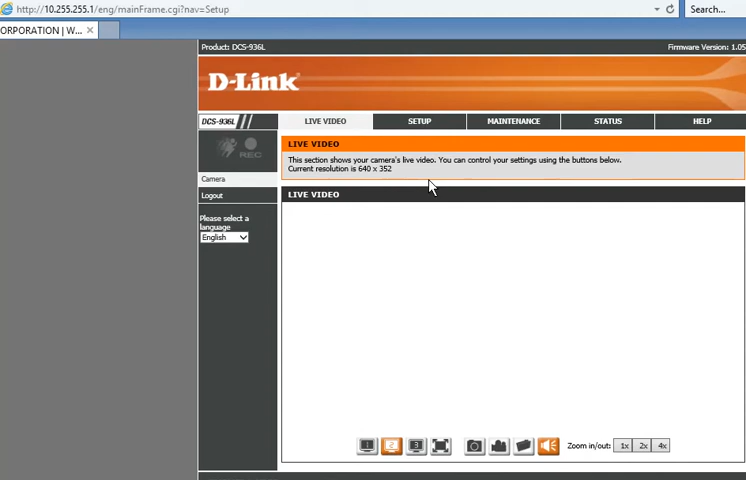 http://10.255.255.1/eng/mainFrame.cgi?nav=Setup
Search...
ORPORATION | W...
Product: DCS-936L
Firmware Version: 1.05
D-Link
DCS-936L
LIVE VIDEO
SETUP
MAINTENANCE
STATUS
HELP
REC
Camera
Logout
Please select a
language
English
LIVE VIDEO
This section shows your camera's live video. You can control your settings using the buttons below.
Current resolution is 640 x 352
LIVE VIDEO
1
2
3
Zoom in/out:
1x
2x
4x